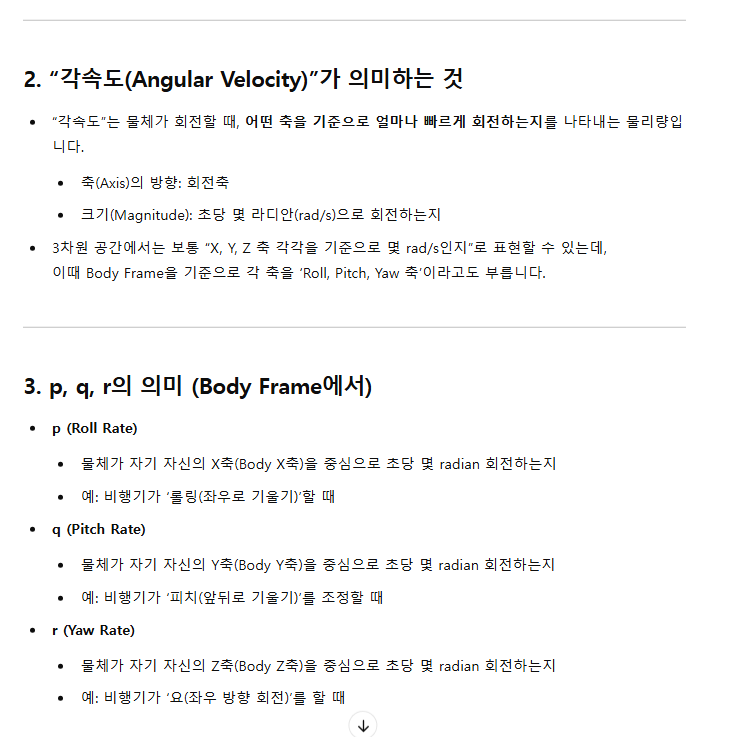 2. “각속도(Angular Velocity)”가 의미하는 것
“각속도”는 물체가 회전할 때, 어떤 축을 기준으로 얼마나 빠르게 회전하는지를 나타내는 물리량입
니다.
축(Axis)의 방향: 회전축
크기(Magnitude): 초당 몇 라디안(rad/s)으로 회전하는지
3차원 공간에서는 보통 “X, Y, Z 축 각각을 기준으로 몇 rad/s인지”로 표현할 수 있는데,
이때 Body Frame을 기준으로 각 축을 ‘Roll, Pitch, Yaw 축’이라고도 부릅니다.
3. p, q, r의 의미 (Body Frame에서)
p (Roll Rate)
물체가 자기 자신의 X축(Body X축)을 중심으로 초당 몇 radian 회전하는지
예: 비행기가 ‘롤링(좌우로 기울기)’할 때
q (Pitch Rate)
물체가 자기 자신의 Y축(Body Y축)을 중심으로 초당 몇 radian 회전하는지
예: 비행기가 ‘피치(앞뒤로 기울기)’를 조정할 때
r (Yaw Rate)
물체가 자기 자신의 Z축(Body Z축)을 중심으로 초당 몇 radian 회전하는지
예: 비행기가 ‘요(좌우 방향 회전)’를 할 때